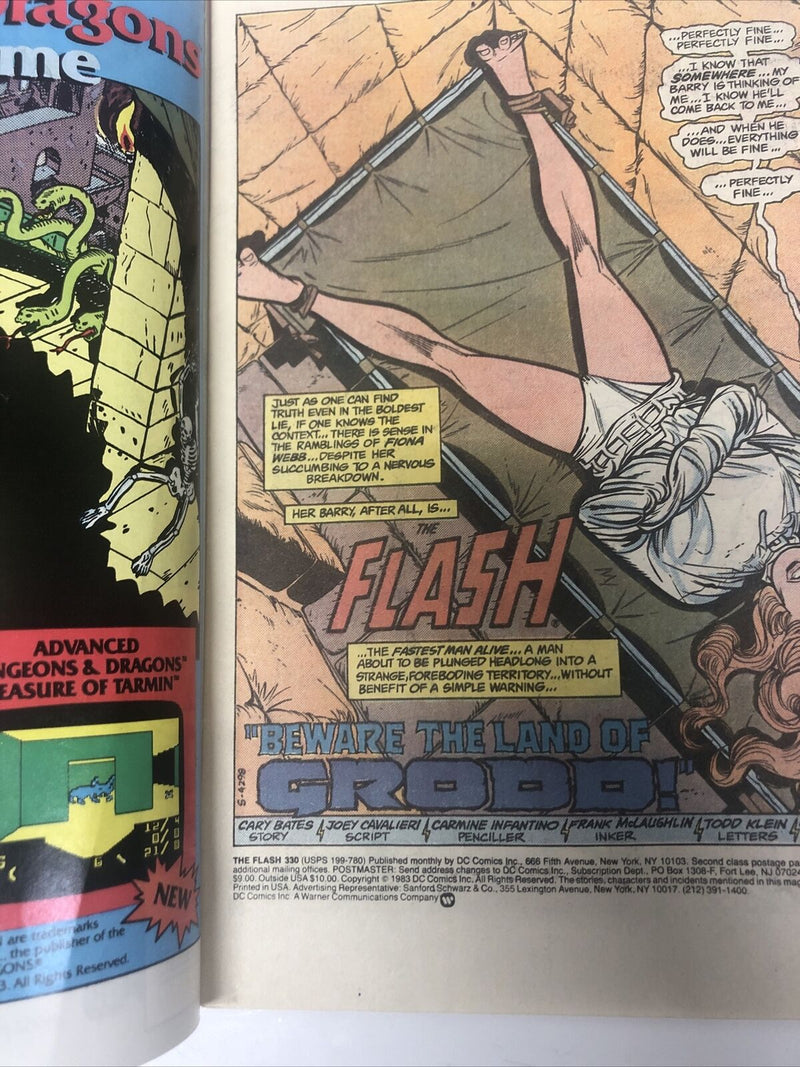 Dragons
me
ADVANCED
NGEONS & DRAGONS™
EASURE OF TARMIN™
12/ 4
0/
21/ 8
NEW
are trademarks
the publisher of the
ONS®
3. All Rights Reserved.
...PERFECTLY FINE...
PERFECTLY FINE...
...I KNOW THAT
SOMEWHERE...MY
BARRY IS THINKING OF
ME...I KNOW HE'LL
COME BACK TO ME...
...AND WHEN HE
DOES...EVERYTHING
WILL BE FINE...
...PERFECTLY
FINE...
JUST AS ONE CAN FIND
TRUTH EVEN IN THE BOLDEST
LIE, IF ONE KNOWS THE
CONTEXT... THERE IS SENSE IN
THE RAMBLINGS OF FIONA
WEBB...DESPITE HER
SUCCUMBING TO A NERVOUS
BREAKDOWN.
HER BARRY, AFTER ALL, IS...
THE
FLASH
...THE FASTEST MAN ALIVE... A MAN
ABOUT TO BE PLUNGED HEADLONG INTO A
STRANGE, FOREBODING TERRITORY...WITHOUT
BENEFIT OF A SIMPLE WARNING...
"BEWARE THE LAND OF
GRODD!"
S-4298
CARY BATES JOEY CAVALIERI CARMINE INFANTINO FRANK McLAUGHLIN TODD KLEIN
STORY SCRIPT PENCILLER INKER LETTERS
THE FLASH 330 (USPS 199-780) Published monthly by DC Comics Inc., 666 Fifth Avenue, New York, NY 10103. Second class postage pa
additional mailing offices. POSTMASTER: Send address changes to DC Comics Inc., Subscription Dept., PO Box 1308-F, Fort Lee, NJ 07024
$9.00. Outside USA $10.00. Copyright © 1983 DC Comics Inc. All Rights Reserved. The stories, characters and incidents mentioned in this mag
Printed in USA. Advertising Representative: Sanford Schwarz & Co., 355 Lexington Avenue, New York, NY 10017. (212) 391-1400.
DC Comics Inc. A Warner Communications Company